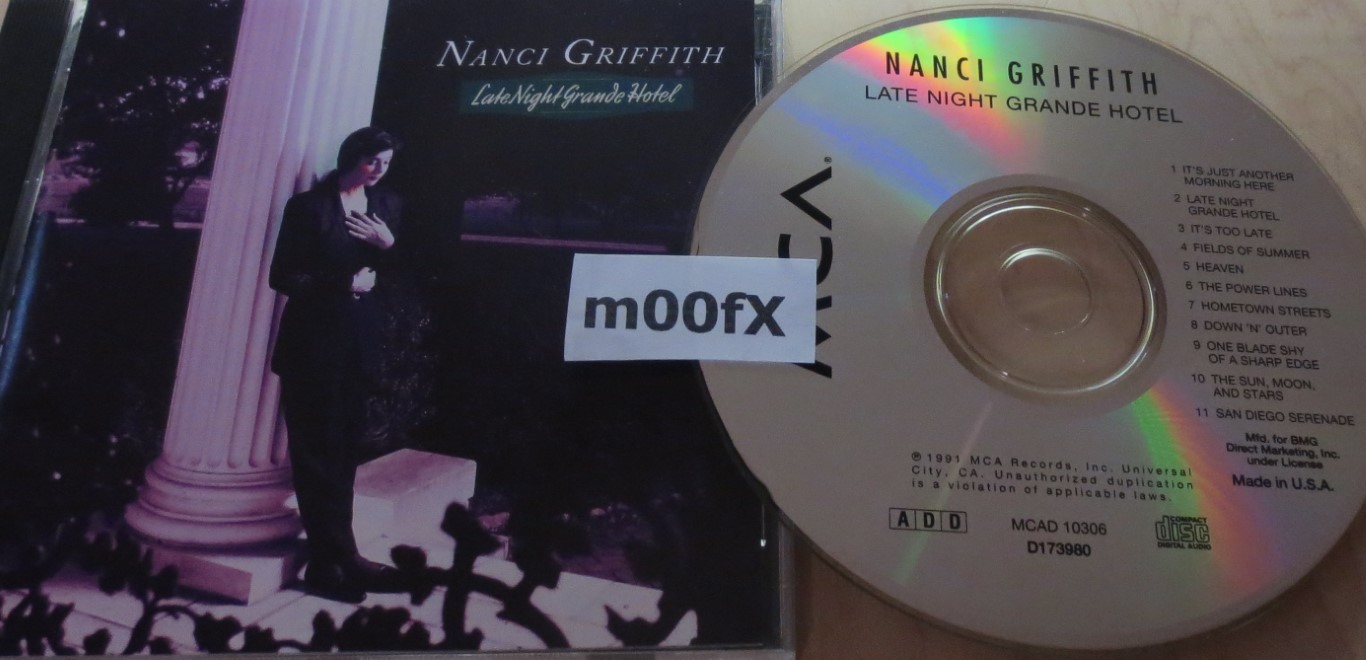 NANCI GRIFFITH
Late Night Grande Hotel
m00fX
NANCI GRIFFITH
LATE NIGHT GRANDE HOTEL
MCA®
1 IT'S JUST ANOTHER
MORNING HERE
2 LATE NIGHT
GRANDE HOTEL
3 IT'S TOO LATE
4 FIELDS OF SUMMER
5 HEAVEN
6 THE POWER LINES
7 HOMETOWN STREETS
8 DOWN 'N' OUTER
9 ONE BLADE SHY
OF A SHARP EDGE
10 THE SUN, MOON,
AND STARS
11 SAN DIEGO SERENADE
Mfd. for BMG
Direct Marketing, Inc.
under License
Made in U.S.A.
℗ 1991 MCA Records, Inc. Universal
City, CA. Unauthorized duplication
is a violation of applicable laws.
ADD
MCAD 10306
D173980
COMPACT
disc
DIGITAL AUDIO